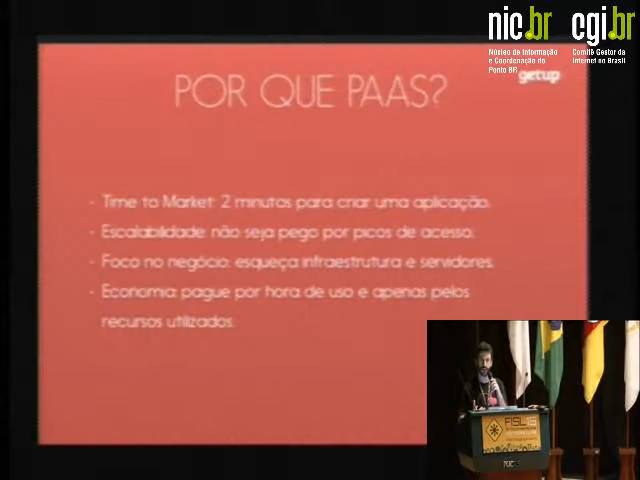 nic.br cgi.br
Núcleo de Informação
e Coordenação do
Ponto BR
Comitê Gestor da
Internet no Brasil
getup
POR QUE PAAS?
- Time to Market: 2 minutos para criar uma aplicação.
- Escalabilidade: não seja pego por picos de acesso.
- Foco no negócio: esqueça infraestrutura e servidores.
- Economia: pague por hora de uso e apenas pelos
recursos utilizados.
FISL